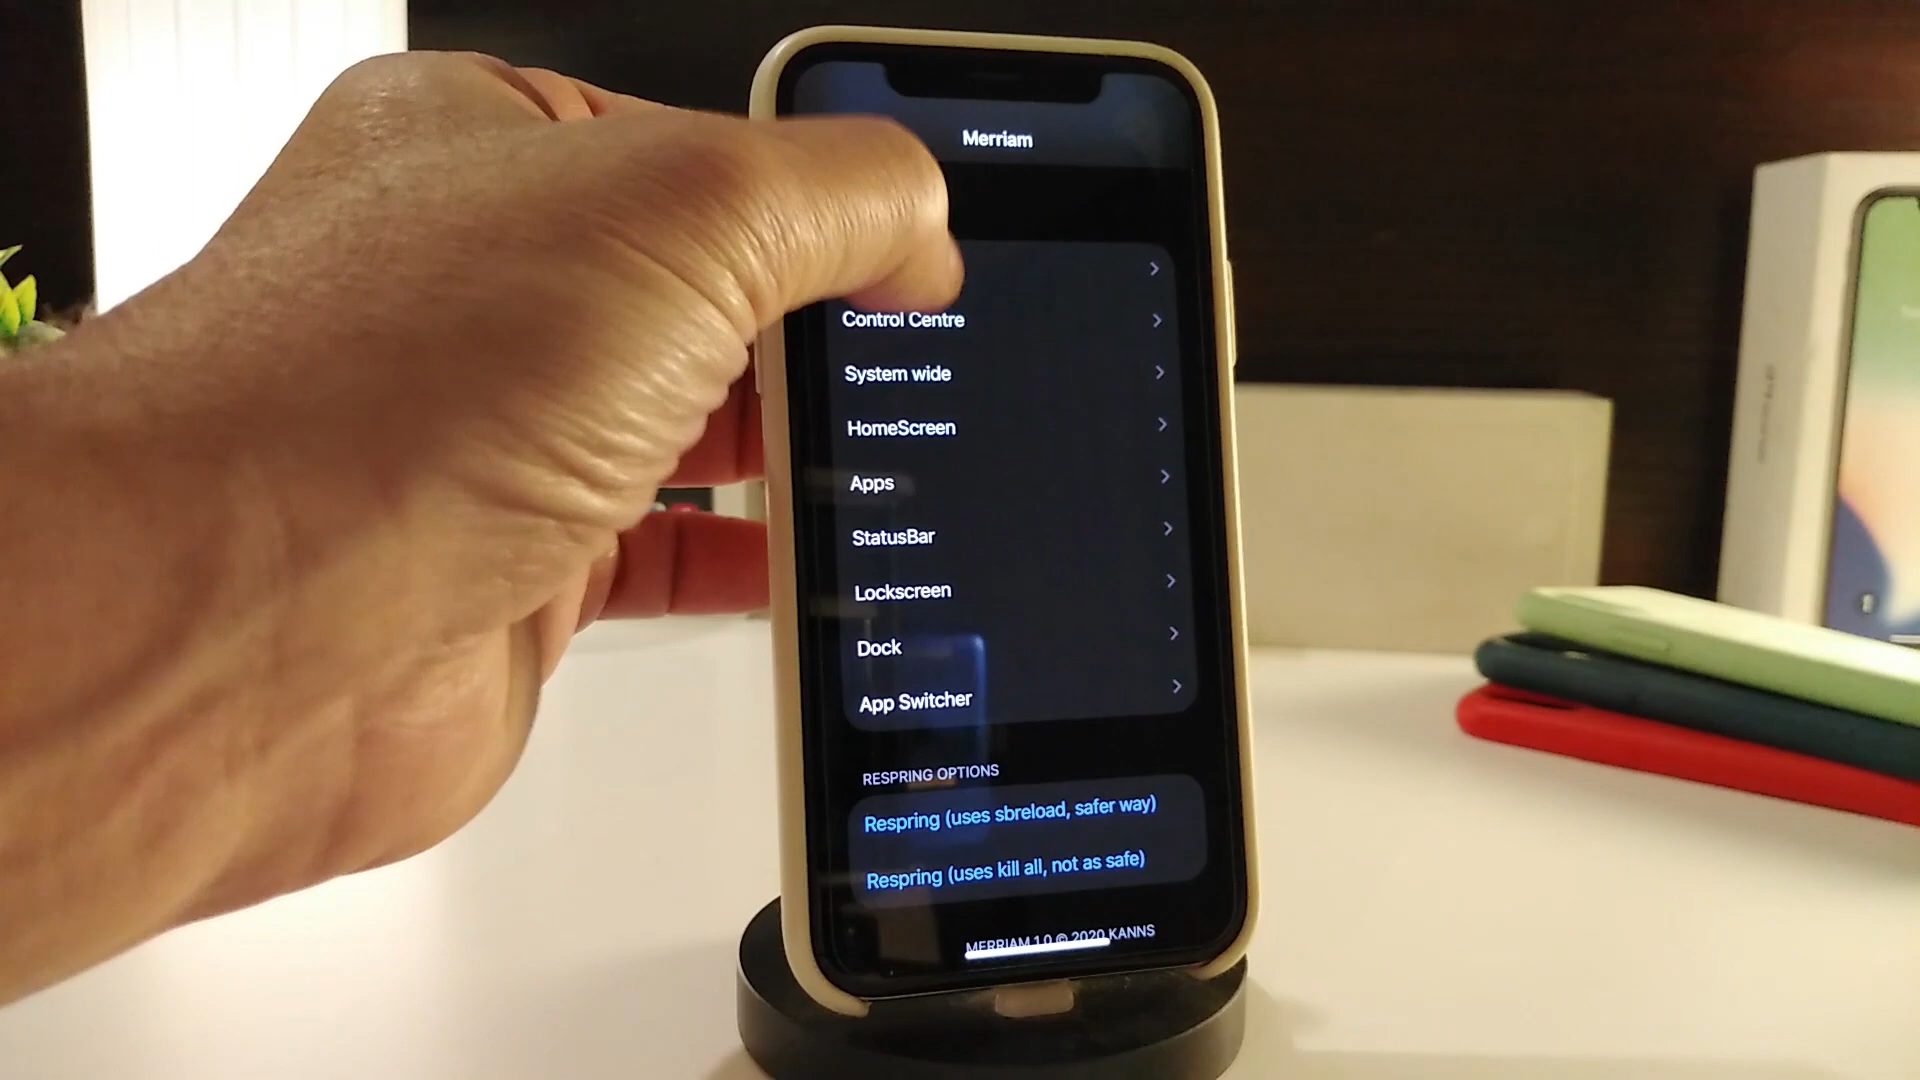 Merriam
Control Centre
System wide
HomeScreen
Apps
StatusBar
Lockscreen
Dock
App Switcher
RESPRING OPTIONS
Respring (uses sbreload, safer way)
Respring (uses kill all, not as safe)
MERRIAM 1.0 © 2020 KANNS